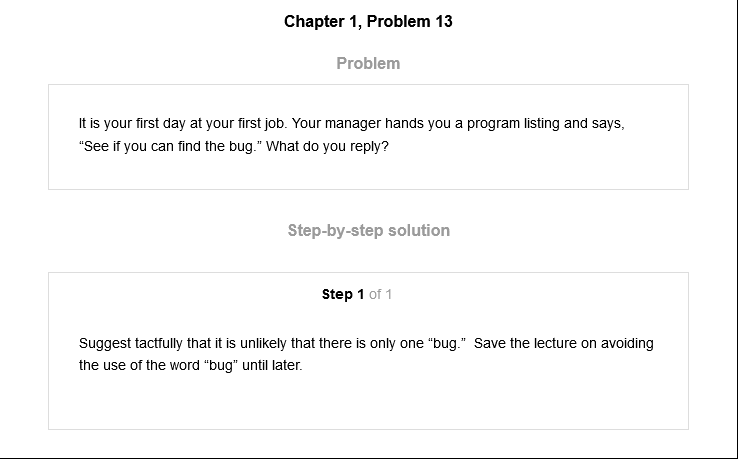 Chapter 1, Problem 13
Problem
It is your first day at your first job. Your manager hands you a program listing and says,
“See if you can find the bug.” What do you reply?
Step-by-step solution
Step 1 of 1
Suggest tactfully that it is unlikely that there is only one “bug.”  Save the lecture on avoiding
the use of the word “bug” until later.